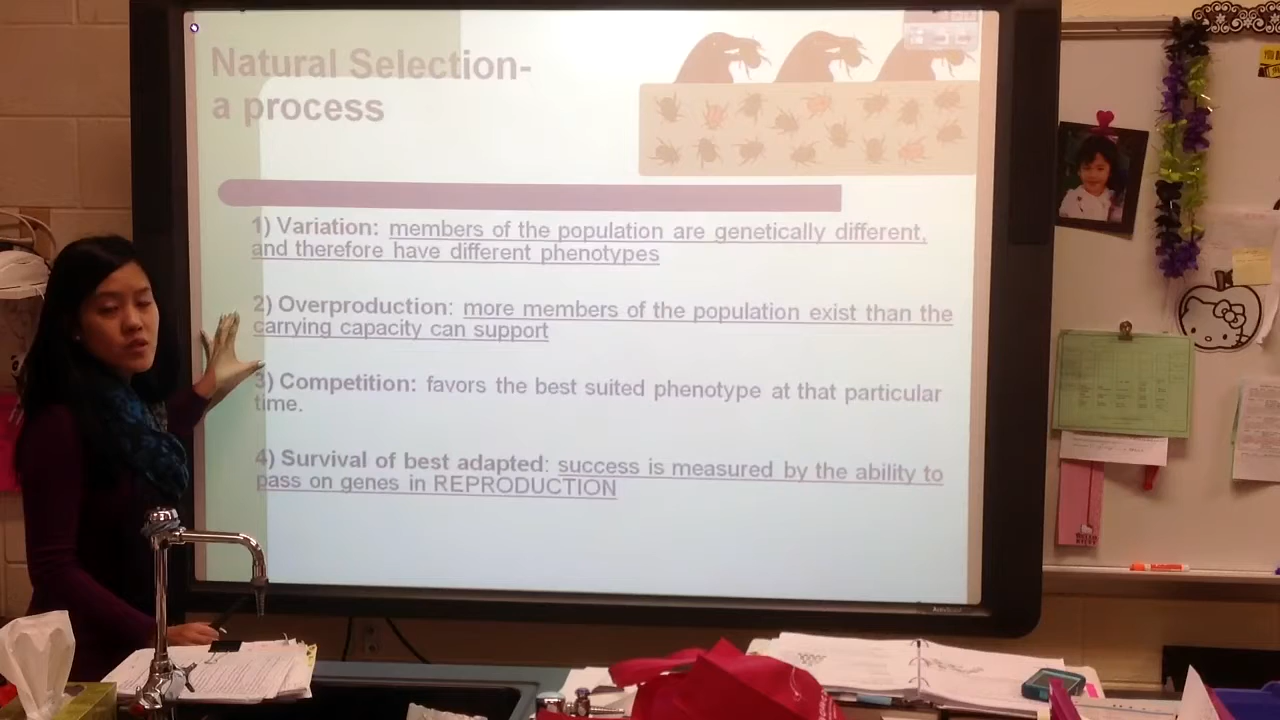 Natural Selection-
a process
1) Variation: members of the population are genetically different,
and therefore have different phenotypes
2) Overproduction: more members of the population exist than the
carrying capacity can support
3) Competition: favors the best suited phenotype at that particular
time.
4) Survival of best adapted: success is measured by the ability to
pass on genes in REPRODUCTION
HELLO KITTY